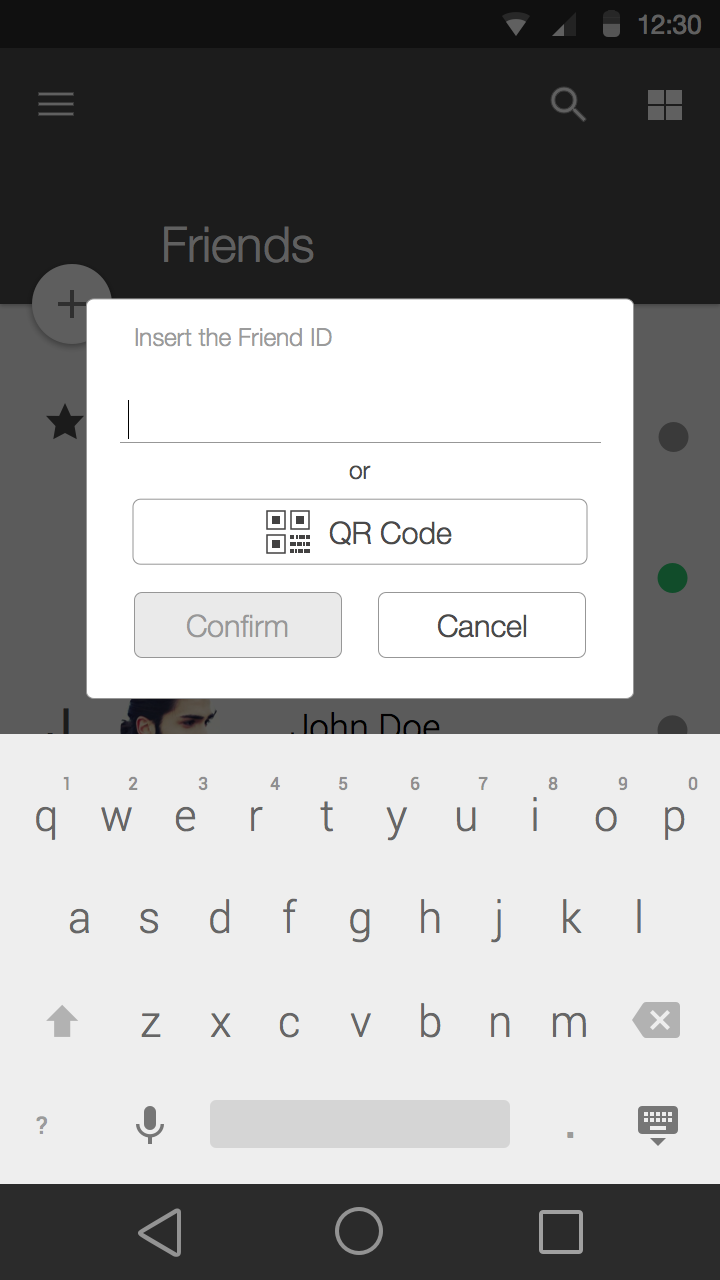 12:30
Friends
Insert the Friend ID
or
QR Code
Confirm Cancel
John Doe
1 2 3 4 5 6 7 8 9 0
q w e r t y u i o p
a s d f g h j k l
z x c v b n m
? .